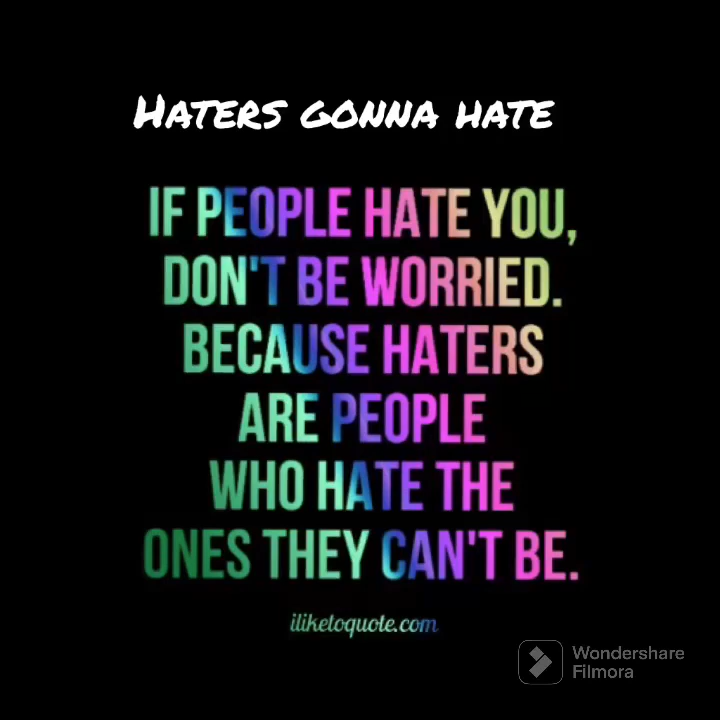 HATERS GONNA HATE
IF PEOPLE HATE YOU,
DON'T BE WORRIED.
BECAUSE HATERS
ARE PEOPLE
WHO HATE THE
ONES THEY CAN'T BE.
iliketoquote.com
Wondershare
Filmora